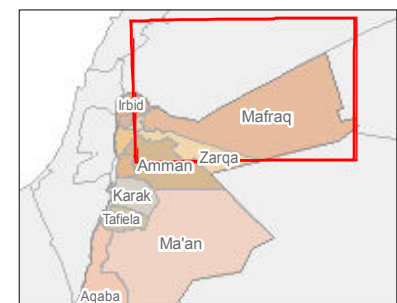 Irbid
Mafraq
Zarqa
Amman
Karak
Tafiela
Ma'an
Aqaba